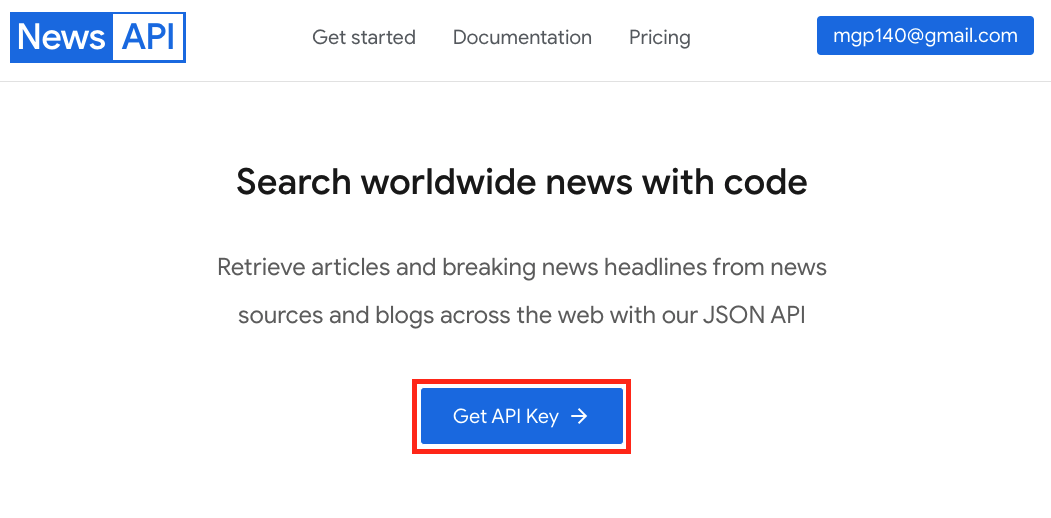 News API
Get started
Documentation
Pricing
mgp140@gmail.com
Search worldwide news with code
Retrieve articles and breaking news headlines from news
sources and blogs across the web with our JSON API
Get API Key →